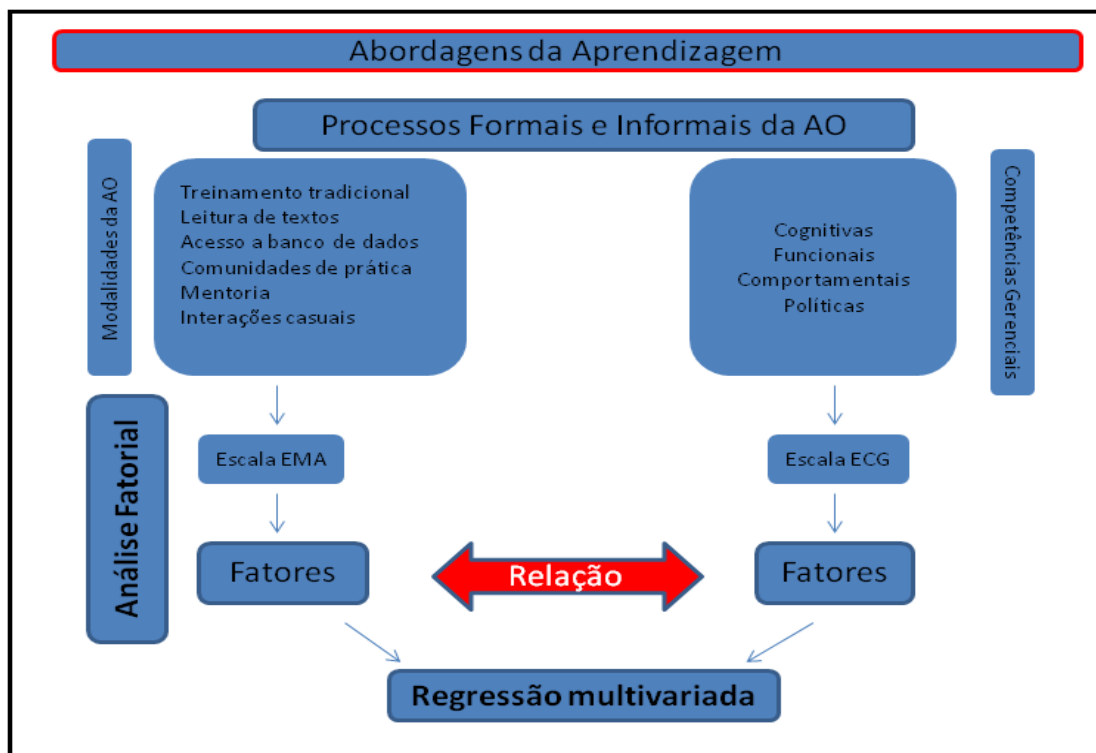 Abordagens da Aprendizagem
Processos Formais e Informais da AO
Modalidades da AO
Treinamento tradicional
Leitura de textos
Acesso a banco de dados
Comunidades de prática
Mentoria
Interações casuais
Cognitivas
Funcionais
Comportamentais
Políticas
Competências Gerenciais
Análise Fatorial
Escala EMA
Escala ECG
Fatores
Relação
Fatores
Regressão multivariada